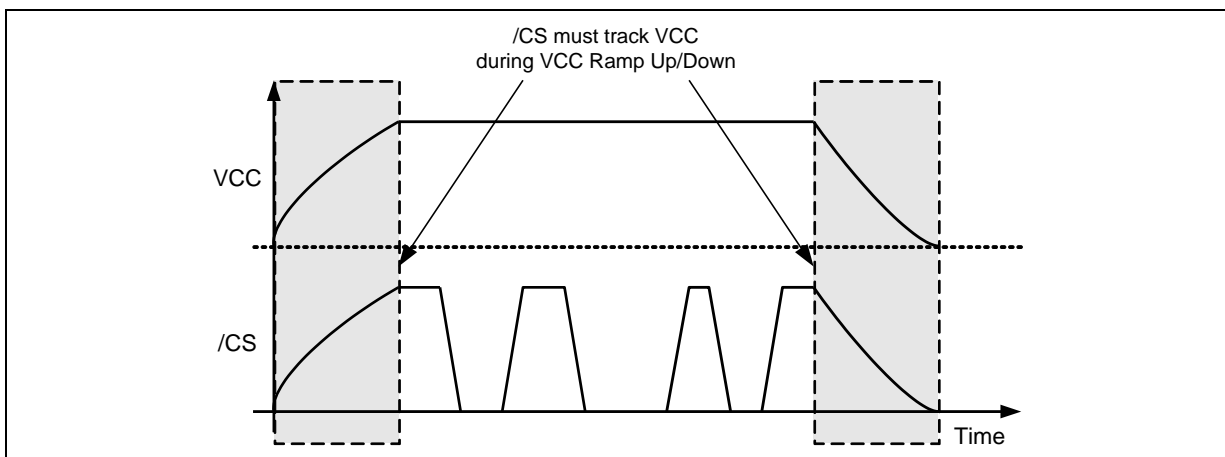 /CS must track VCC
during VCC Ramp Up/Down
VCC
/CS
Time